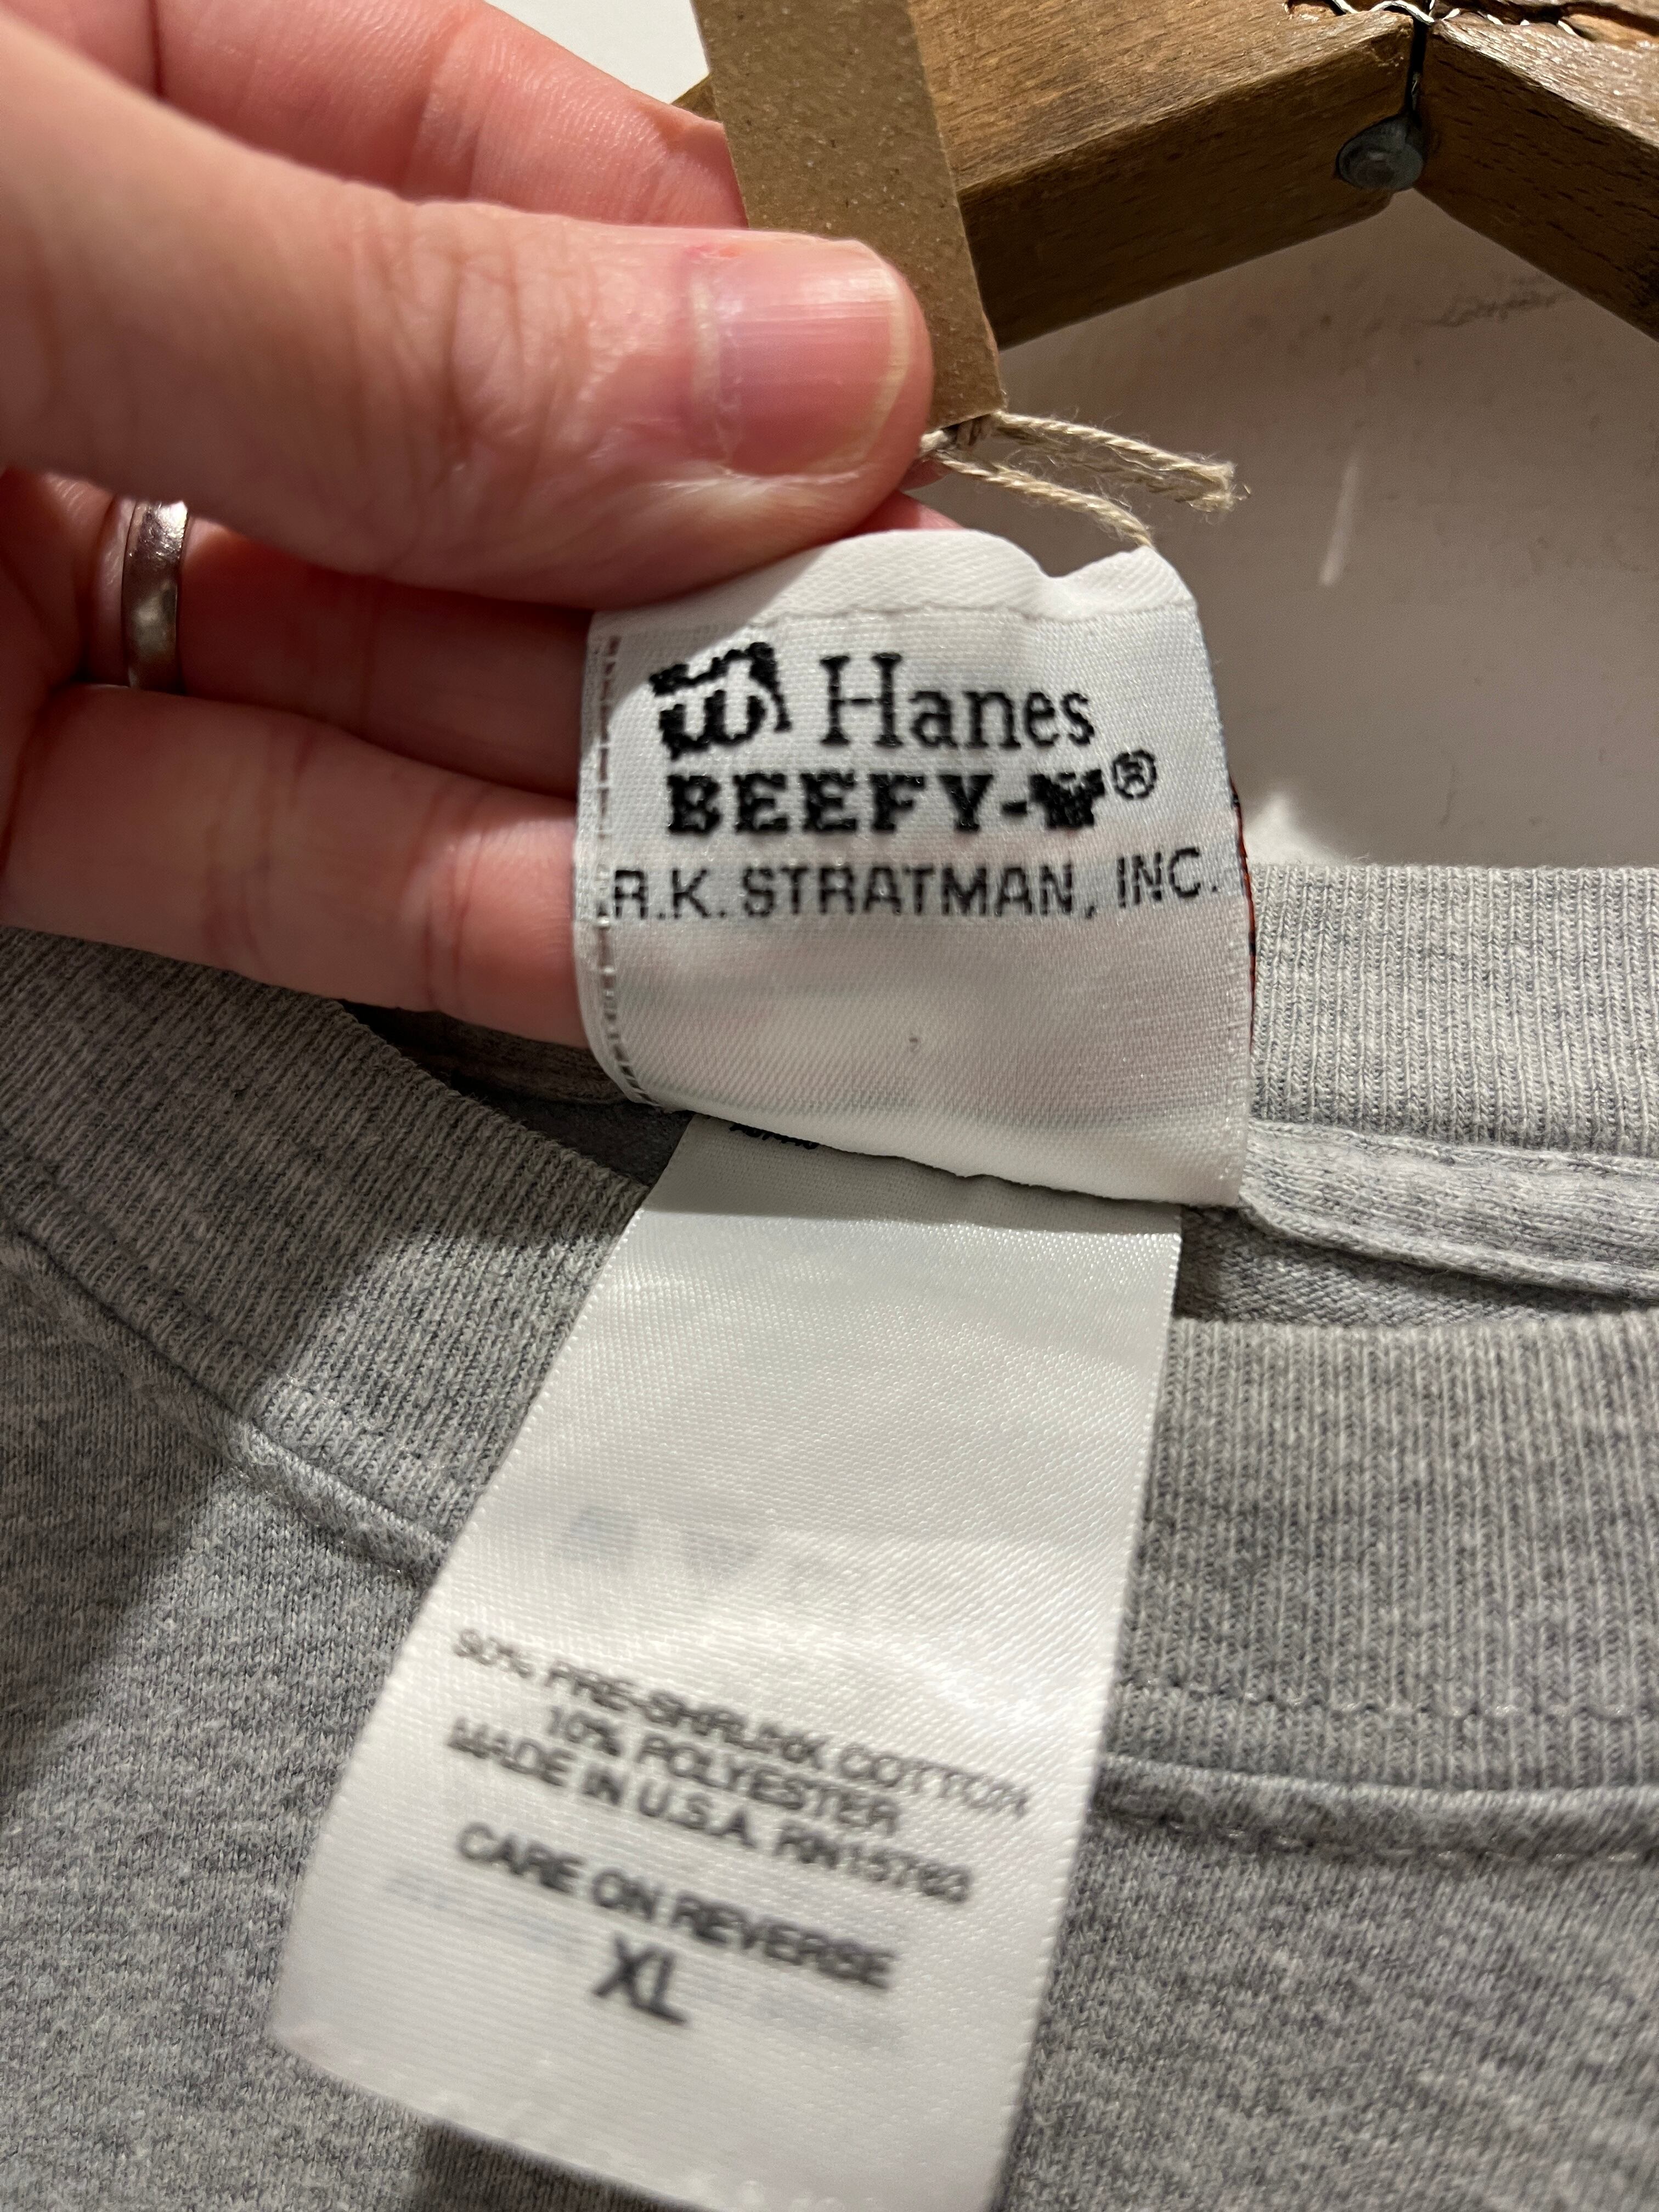 Hanes
BEEFY-T®
R.K. STRATMAN, INC.
90% PRE-SHRUNK COTTON
10% POLYESTER
MADE IN U.S.A. RN15763
CARE ON REVERSE
XL